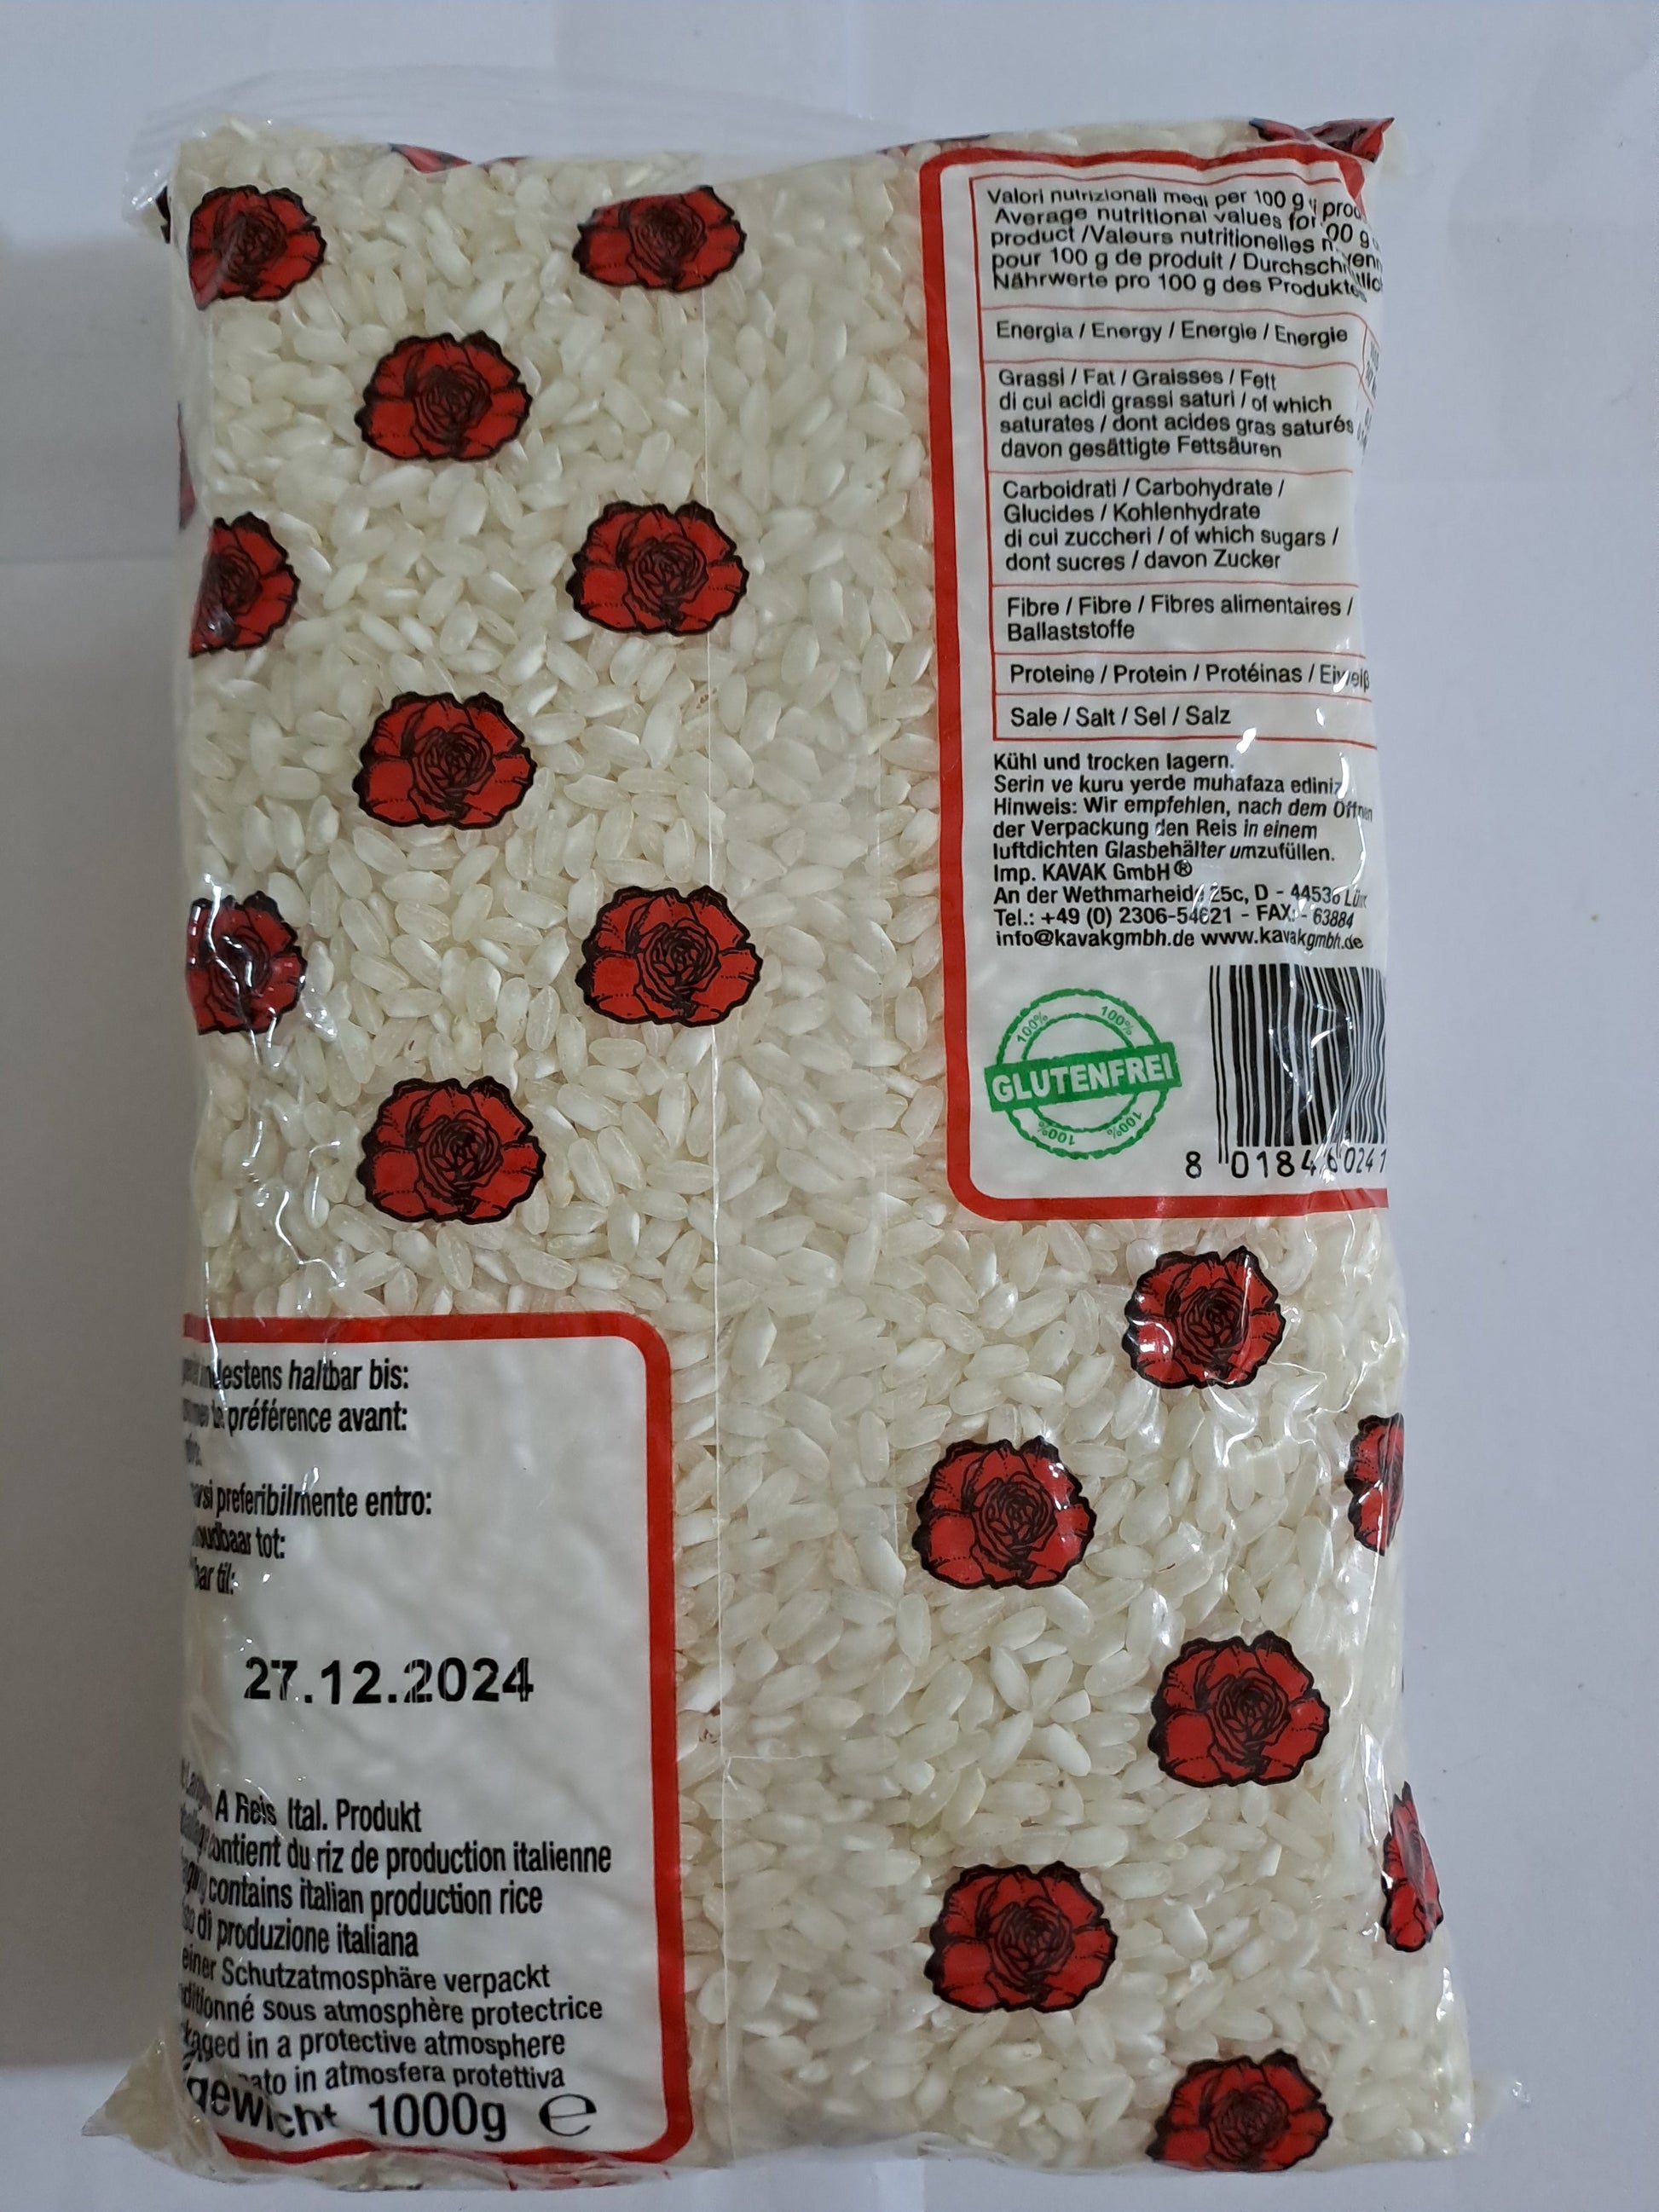 Valori nutrizionali medi per 100 g
Average nutritional values for
product / Valeurs nutritionelles
pour 100 g de produit /
Nährwerte pro 100 g des
Energia / Energy / Energie / Energie
Grassi / Fat / Graisses / Fett
di cui acidi grassi saturi / of which
saturates / dont acides gras saturés
davon gesättigte Fettsäuren
Carboidrati / Carbohydrate /
Glucides / Kohlenhydrate
di cui zuccheri / of which sugars /
dont sucres / davon Zucker
Fibre / Fibre / Fibres alimentaires /
Ballaststoffe
Proteine / Protein / Protéinas / Eiweiß
Sale / Salt / Sel / Salz
Kühl und trocken lagern.
Serin ve kuru yerde muhafaza ediniz
Hinweis: Wir empfehlen, nach dem
der Verpackung den Reis in einem
luftdichten Glasbehälter umzufüllen.
Imp. KAVAK GmbH®
An der Wethmarheide 25c, D -
Tel.: +49 (0) 2306-54621 - FAX: - 63884
info@kavakgmbh.de www.kavakgmbh.de
100% 100%
GLUTENFREI
100% 100%
8 018460241
haltbar bis:
préférence avant:
preferibilmente entro:
tot:
til:
27.12.2024
A Reis Ital. Produkt
contient du riz de production italienne
contains italian production rice
di produzione italiana
einer Schutzatmosphäre verpackt
sous atmosphère protectrice
in a protective atmosphere
in atmosfera protettiva
1000g ℮